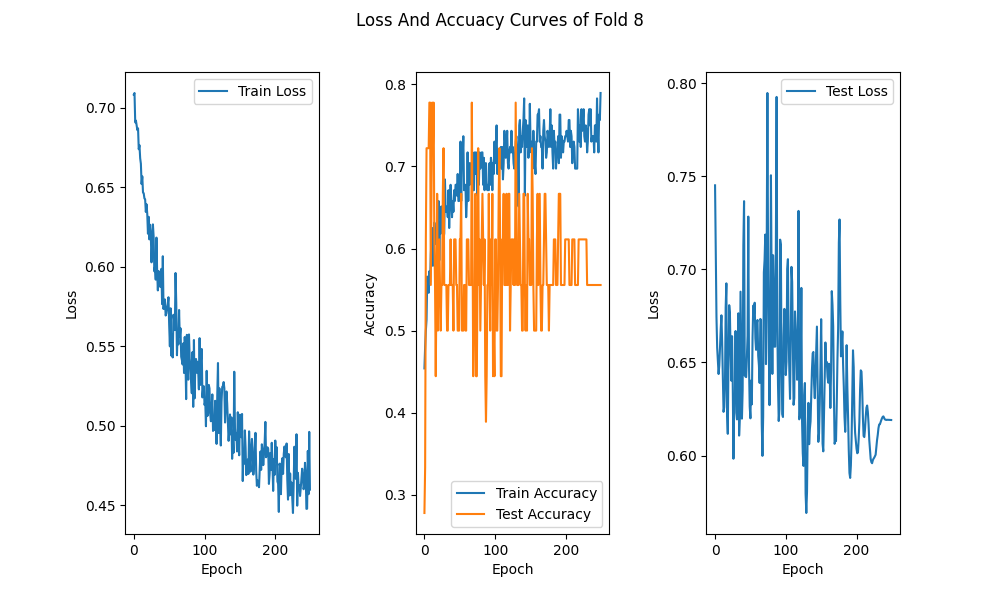 Loss And Accuacy Curves of Fold 8
Train Loss
0.70
0.65
0.60
0.55
0.50
0.45
Loss
0 100 200
Epoch
0.8
0.7
0.6
0.5
0.4
0.3
Accuracy
Train Accuracy
Test Accuracy
0 100 200
Epoch
Test Loss
0.80
0.75
0.70
0.65
0.60
Loss
0 100 200
Epoch